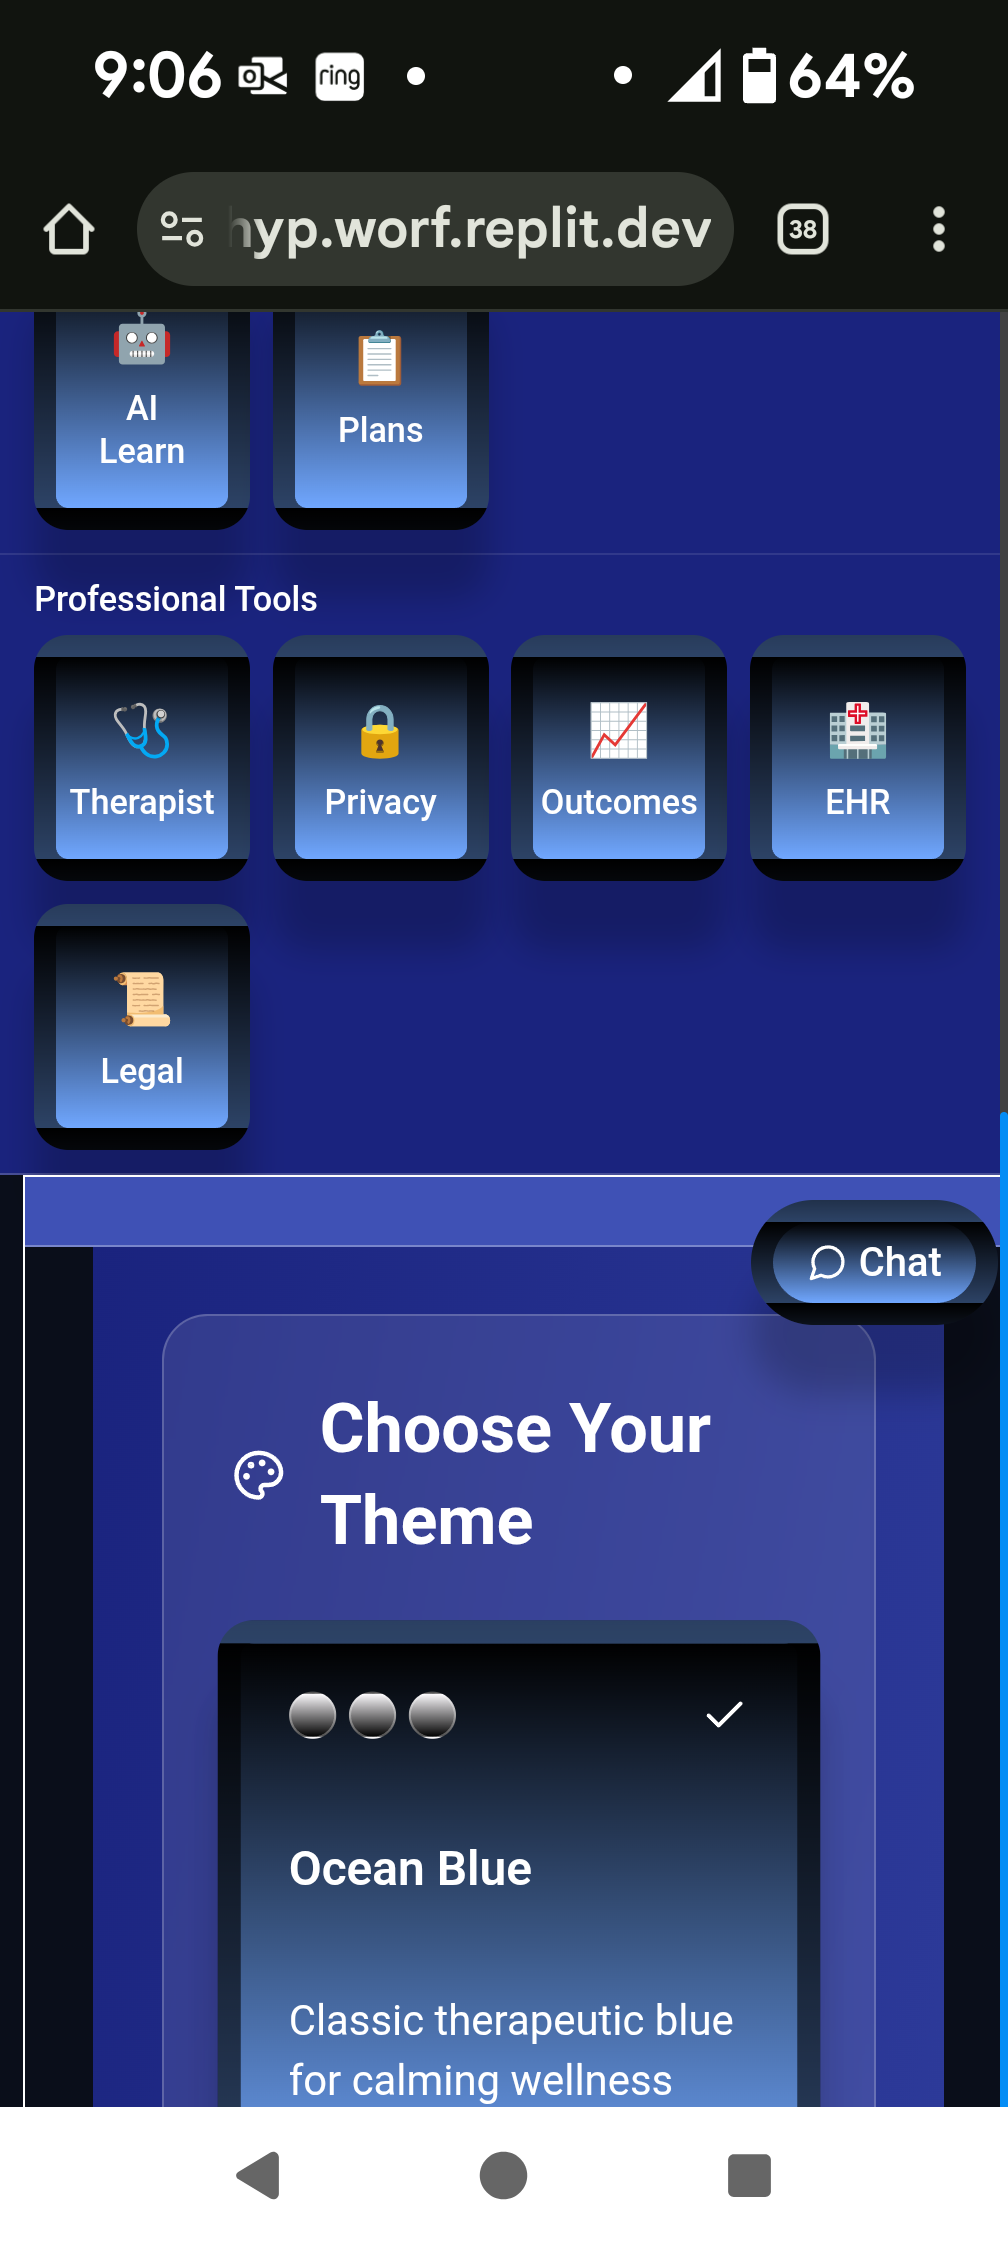 9:06
ring
64%
hyp.worf.replit.dev
38
AI
Learn
Plans
Professional Tools
Therapist
Privacy
Outcomes
EHR
Legal
Chat
Choose Your
Theme
Ocean Blue
Classic therapeutic blue
for calming wellness